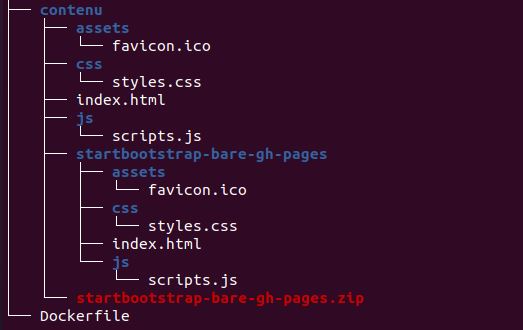 contenu
assets
favicon.ico
css
styles.css
index.html
js
scripts.js
startbootstrap-bare-gh-pages
assets
favicon.ico
css
styles.css
index.html
js
scripts.js
startbootstrap-bare-gh-pages.zip
Dockerfile